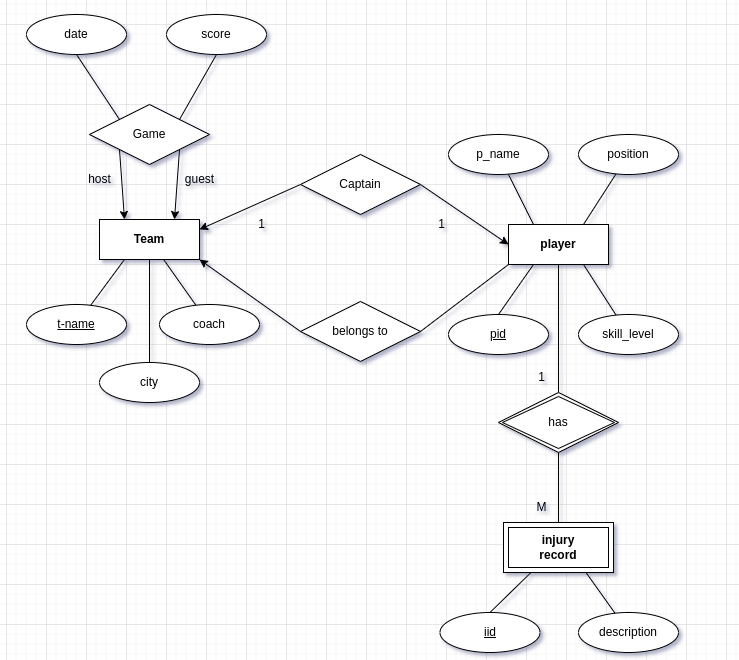 date
score
Game
host
guest
Captain
1
1
p_name
position
Team
player
t-name
coach
city
belongs to
pid
skill_level
1
has
M
injury
record
iid
description